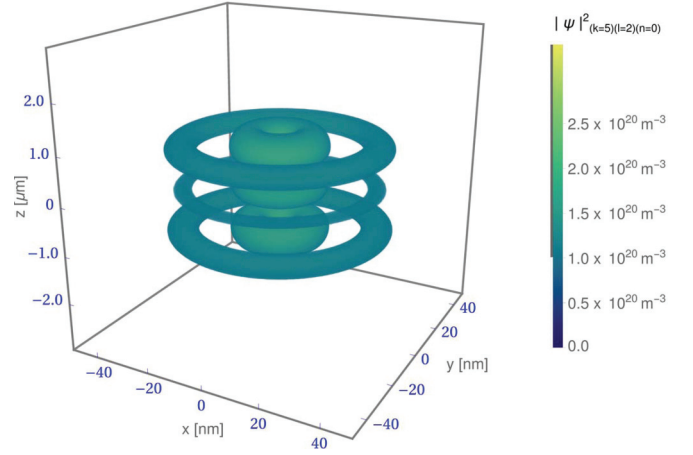 | ψ |²(k=5)(l=2)(n=0)
2.0
1.0
0
−1.0
−2.0
z [μm]
−40
−20
0
20
40
x [nm]
−40
−20
0
20
40
y [nm]
2.5 x 10²⁰ m⁻³
2.0 x 10²⁰ m⁻³
1.5 x 10²⁰ m⁻³
1.0 x 10²⁰ m⁻³
0.5 x 10²⁰ m⁻³
0.0